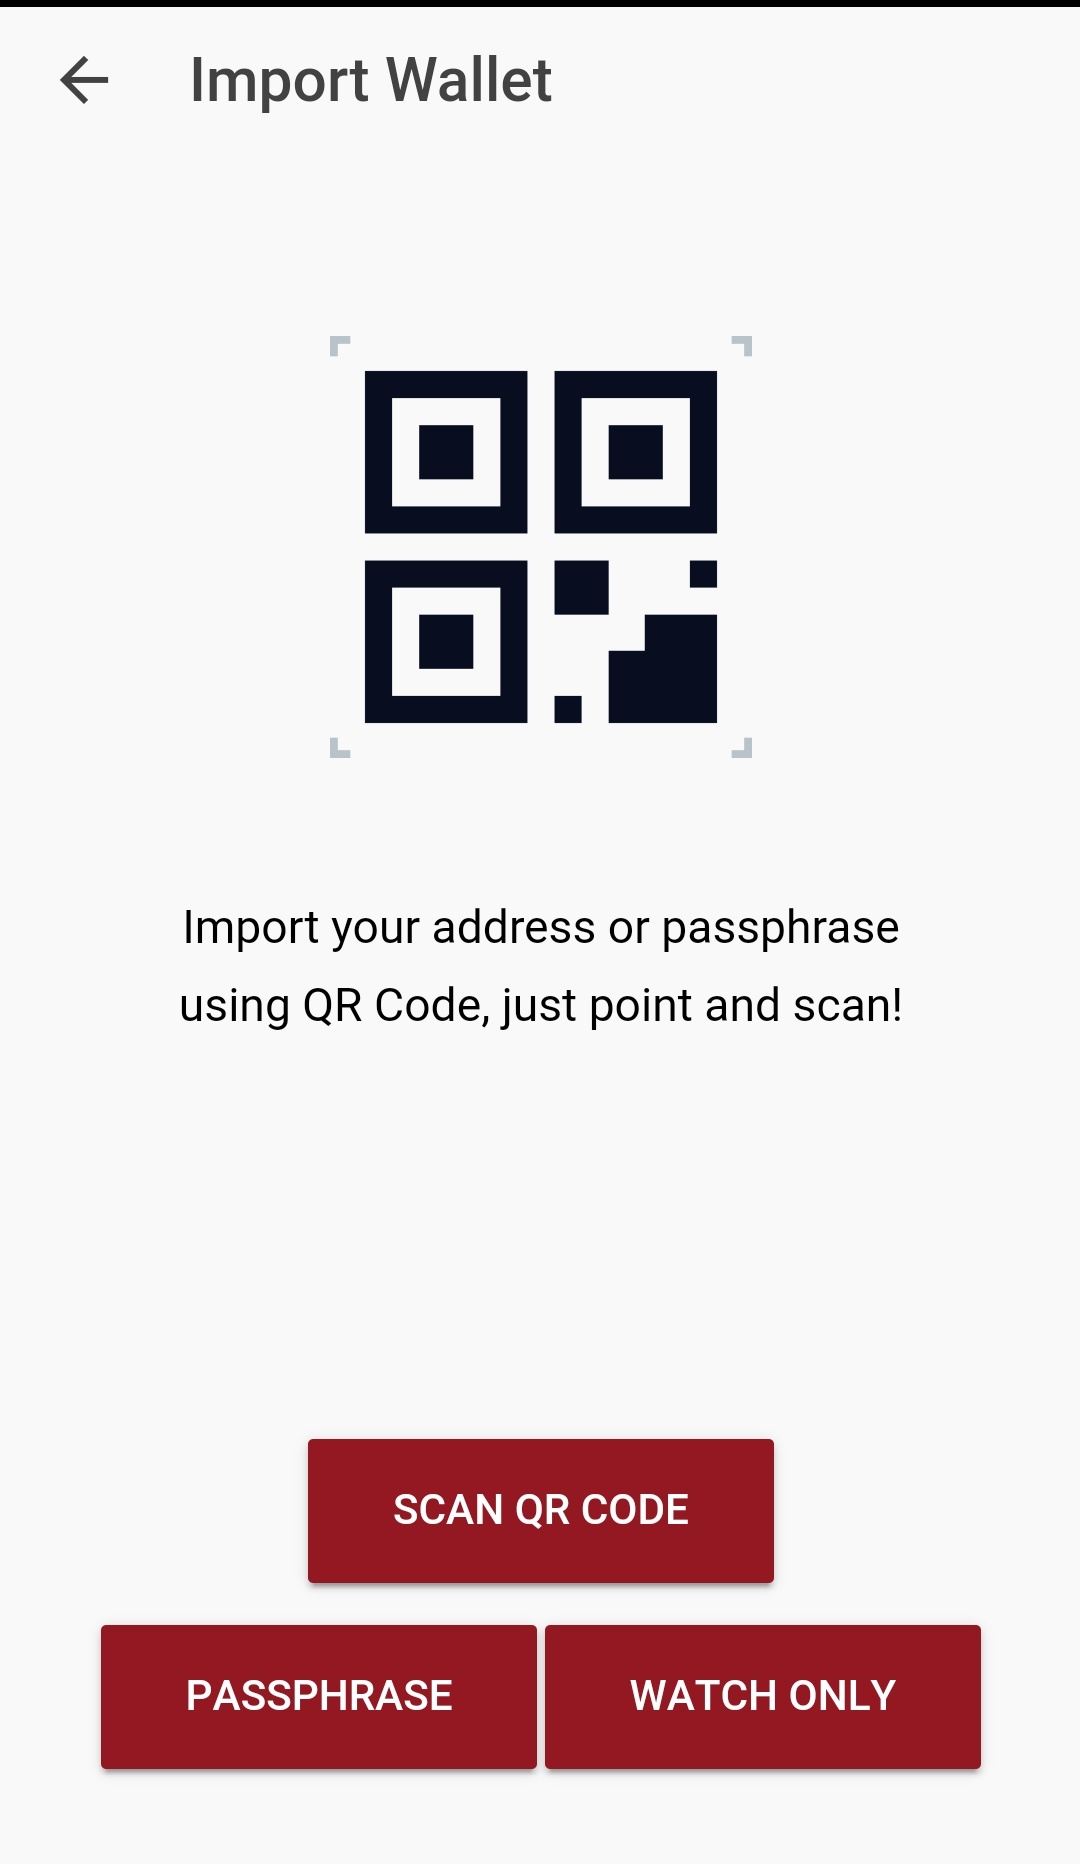 Import Wallet
Import your address or passphrase
using QR Code, just point and scan!
SCAN QR CODE
PASSPHRASE
WATCH ONLY